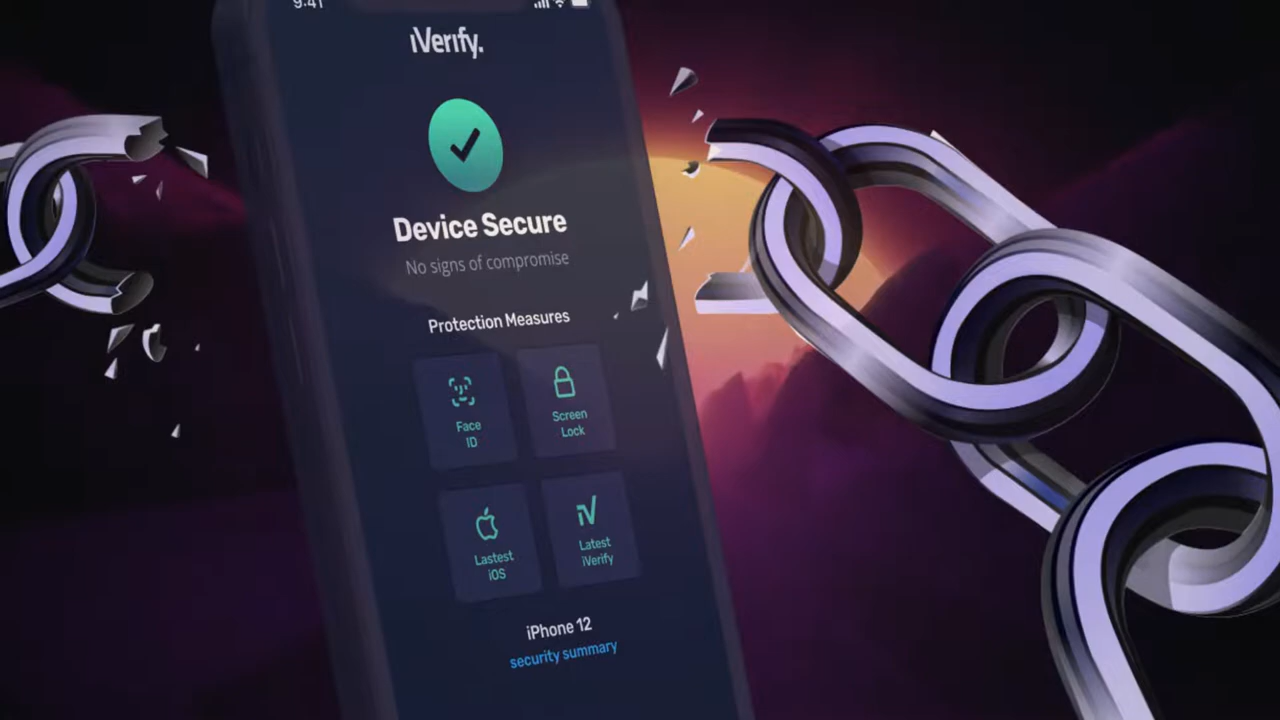 9:41
iVerify.
Device Secure
No signs of compromise
Protection Measures
Face
ID
Screen
Lock
Lastest
iOS
Latest
iVerify
iPhone 12
security summary